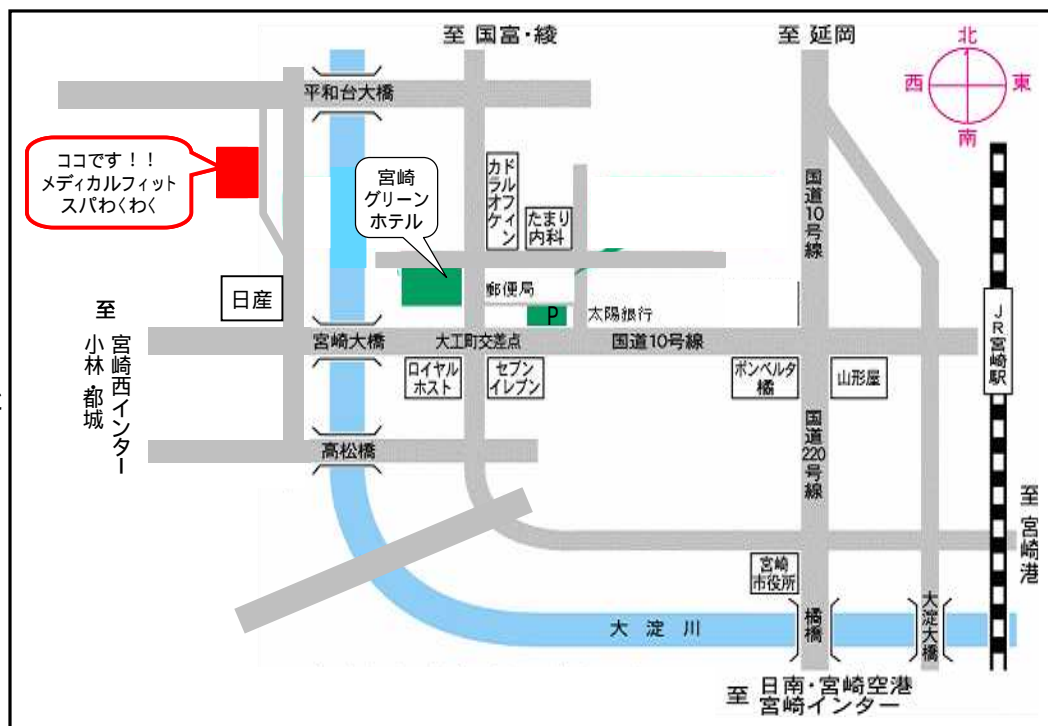 至 国富・綾
至 延岡
北
西
東
南
平和台大橋
ココです！！
メディカルフィット
スパわくわく
宮崎
グリーン
ホテル
カラオケ
ドルフィン
たまり
内科
国道10号線
日産
郵便局
P
太陽銀行
至
宮崎西インター
小林・都城
宮崎大橋
大工町交差点
国道10号線
JR宮崎駅
ロイヤル
ホスト
セブン
イレブン
ボンベルタ
橘
山形屋
高松橋
国道220号線
至 宮崎港
宮崎
市役所
大淀川
橘橋
大淀大橋
至 日南・宮崎空港
宮崎インター